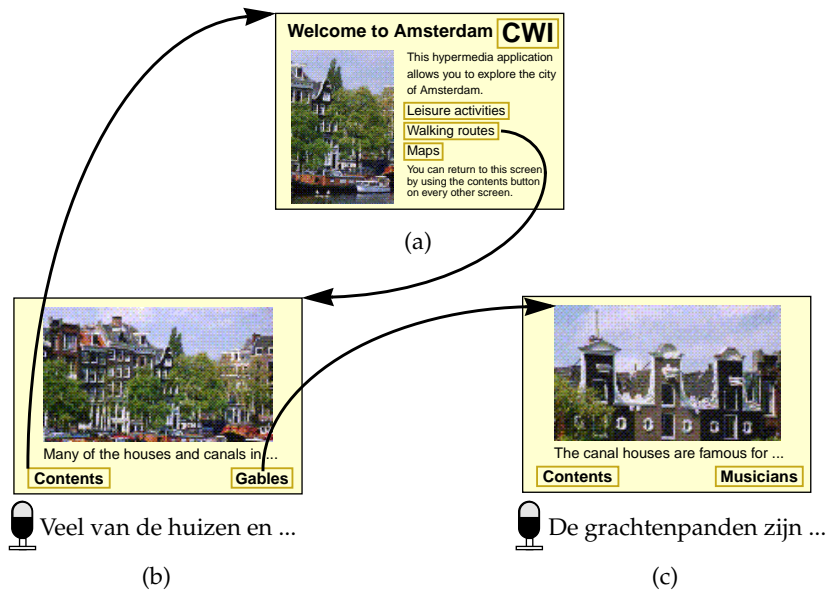 Welcome to Amsterdam CWI
This hypermedia application
allows you to explore the city
of Amsterdam.
Leisure activities
Walking routes
Maps
You can return to this screen
by using the contents button
on every other screen.
(a)
Many of the houses and canals in ...
Contents Gables
Veel van de huizen en ...
(b)
The canal houses are famous for ...
Contents Musicians
De grachtenpanden zijn ...
(c)